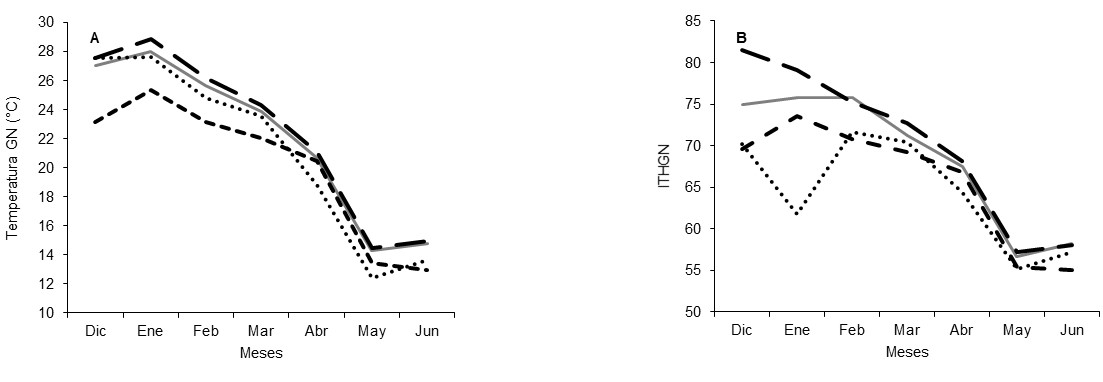 A
Temperatura GN (°C)
30
28
26
24
22
20
18
16
14
12
10
Dic Ene Feb Mar Abr May Jun
Meses
B
ITHGN
85
80
75
70
65
60
55
50
Dic Ene Feb Mar Abr May Jun
Meses